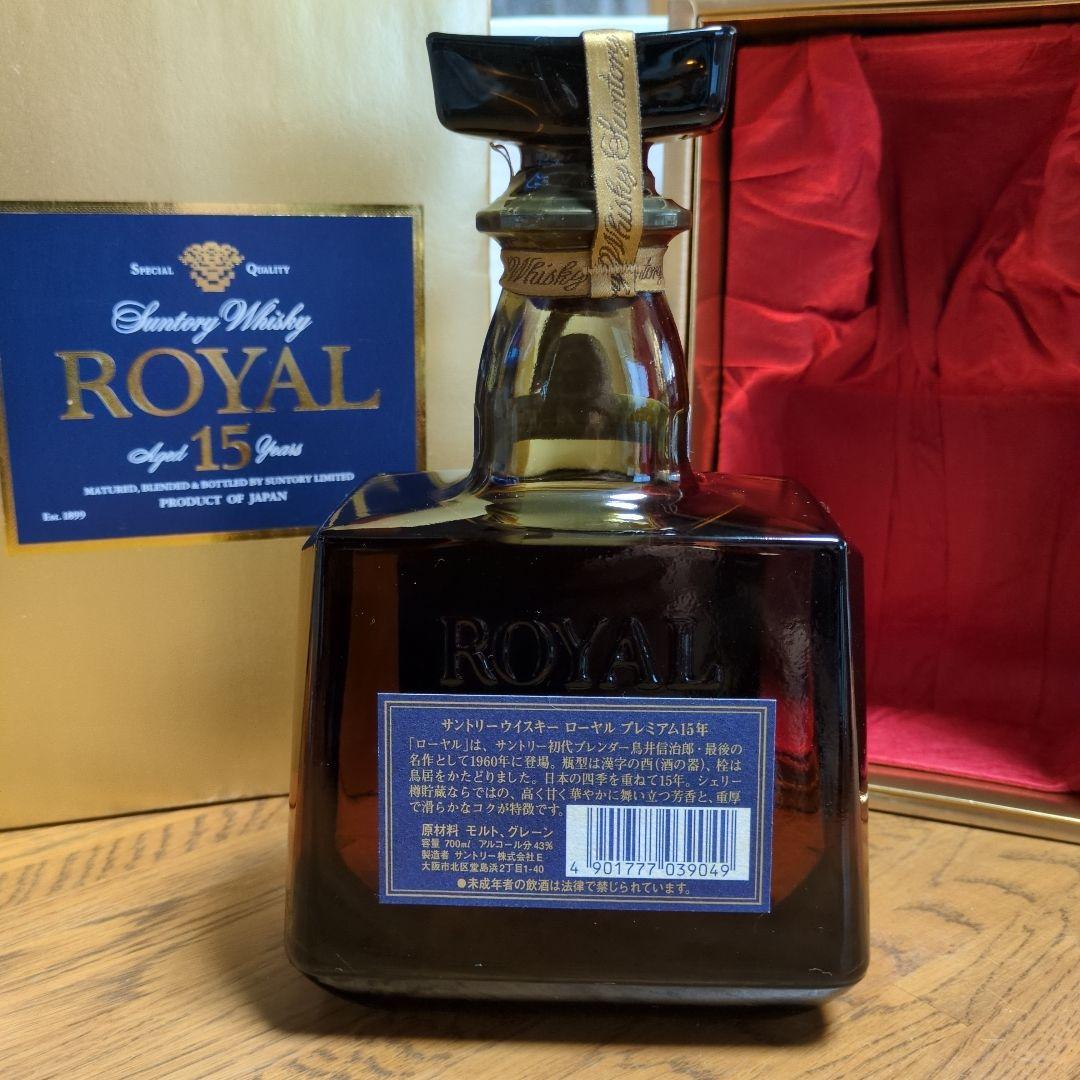 SPECIAL QUALITY
Suntory Whisky
ROYAL
Aged 15 Years
MATURED, BLENDED & BOTTLED BY SUNTORY LIMITED
PRODUCT OF JAPAN
Est. 1899
Whisky Suntory
Whisky
ROYAL
サントリーウイスキー ローヤル プレミアム15年
「ローヤル」は、サントリー初代ブレンダー鳥井信治郎・最後の
名作として1960年に登場。瓶型は漢字の酉(酒の器)、栓は
鳥居をかたどりました。日本の四季を重ねて15年。シェリー
樽貯蔵ならではの、高く甘く華やかに舞い立つ芳香と、重厚
で滑らかなコクが特徴です。
原材料 モルト、グレーン
容量 700ml アルコール分43%
製造者 サントリー株式会社E
大阪市北区堂島浜2丁目1-40
4 901777 039049
●未成年者の飲酒は法律で禁じられています。